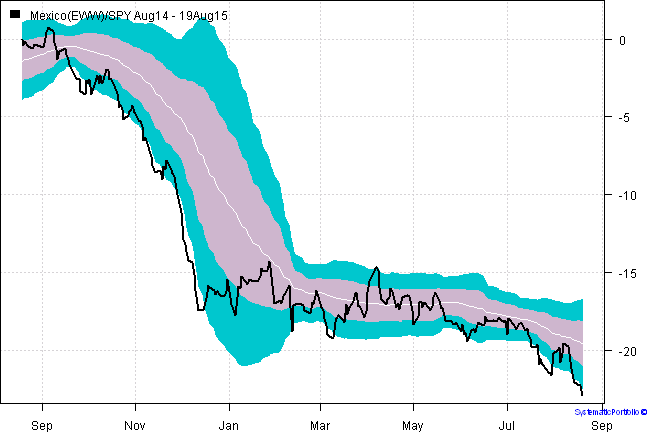 Mexico(EWW)/SPY Aug14 - 19Aug15
0
-5
-10
-15
-20
SystematicPortfolio ©
Sep Nov Jan Mar May Jul Sep